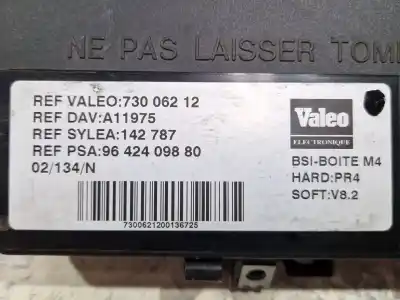 NE PAS LAISSER TOM
REF VALEO:730 062 12
REF DAV:A11975
REF SYLEA:142 787
REF PSA:96 424 098 80
02/134/N
Valeo
ELECTRONIQUE
BSI-BOITE M4
HARD:PR4
SOFT:V8.2
7300621200136725